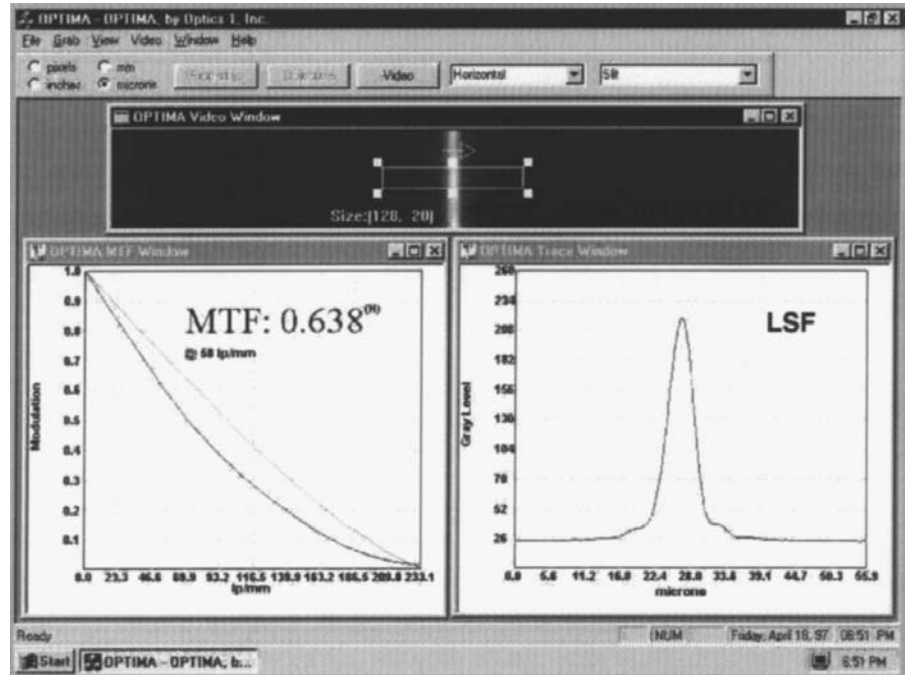 OPTIMA - OPTIMA, by Optics 1, Inc.
File Grab View Video Window Help
pixels mm
inches microns
Video
Horizontal
Slit
OPTIMA Video Window
Size:[128, 20]
OPTIMA MTF Window
OPTIMA Trace Window
MTF: 0.638
@ 58 lp/mm
Modulation
1.0
0.9
0.8
0.7
0.6
0.5
0.4
0.3
0.2
0.1
0.0 23.3 46.6 69.9 93.2 116.5 139.9 163.2 186.5 209.8 233.1
lp/mm
LSF
Gray Level
260
234
208
182
156
130
104
78
52
26
0.0 5.6 11.2 16.8 22.4 28.0 33.6 39.1 44.7 50.3 55.9
microns
Ready
NUM
Friday, April 18, 97
06:51 PM
Start
OPTIMA - OPTIMA, b...
6:51 PM